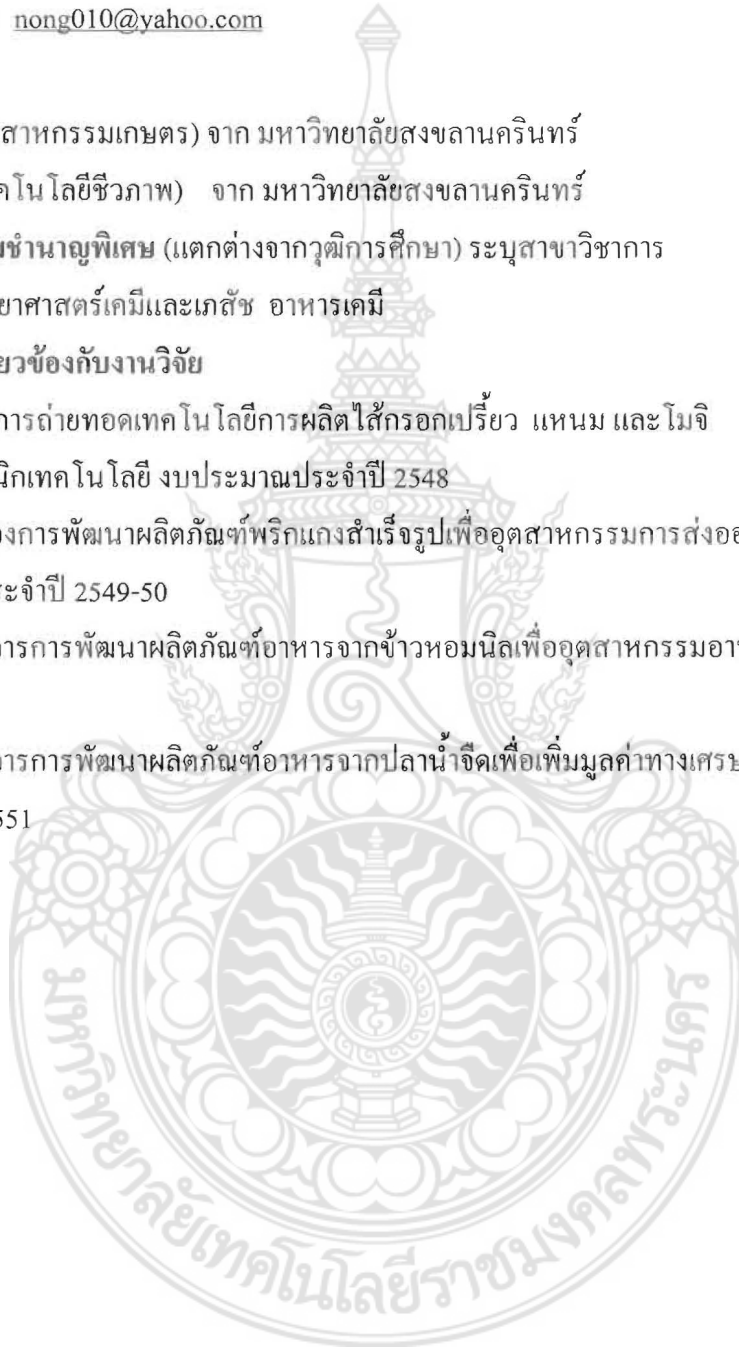 nong010@yahoo.com
สาหกรรมเกษตร) จาก มหาวิทยาลัยสงขลานครินทร์
คโนโลยีชีวภาพ) จาก มหาวิทยาลัยสงขลานครินทร์
มชำนาญพิเศษ (แตกต่างจากวุฒิการศึกษา) ระบุสาขาวิชาการ
ยาศาสตร์เคมีและเภสัช อาหารเคมี
ยวข้องกับงานวิจัย
การถ่ายทอดเทคโนโลยีการผลิตไส้กรอกเปรี้ยว แหนม และโมจิ
นิกเทคโนโลยี งบประมาณประจำปี 2548
องการพัฒนาผลิตภัณฑ์พริกแกงสำเร็จรูปเพื่ออุตสาหกรรมการส่งออ
ระจำปี 2549-50
การการพัฒนาผลิตภัณฑ์อาหารจากข้าวหอมนิลเพื่ออุตสาหกรรมอา
การการพัฒนาผลิตภัณฑ์อาหารจากปลาน้ำจืดเพื่อเพิ่มมูลค่าทางเศรษ
551
มหาวิทยาลัยเทคโนโลยีราชมงคลพระนคร